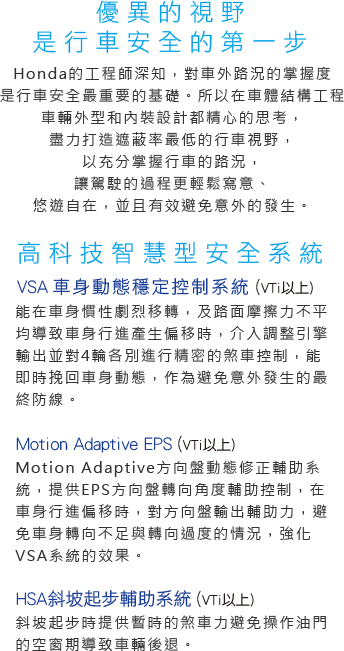 優異的視野
是行車安全的第一步
Honda的工程師深知，對車外路況的掌握度
是行車安全最重要的基礎。所以在車體結構工程
車輛外型和內裝設計都精心的思考，
盡力打造遮蔽率最低的行車視野，
以充分掌握行車的路況，
讓駕駛的過程更輕鬆寫意、
悠遊自在，並且有效避免意外的發生。
高科技智慧型安全系統
VSA 車身動態穩定控制系統 (VTi以上)
能在車身慣性劇烈移轉，及路面摩擦力不平
均導致車身行進產生偏移時，介入調整引擎
輸出並對4輪各別進行精密的煞車控制，能
即時挽回車身動態，作為避免意外發生的最
終防線。
Motion Adaptive EPS (VTi以上)
Motion Adaptive方向盤動態修正輔助系
統，提供EPS方向盤轉向角度輔助控制，在
車身行進偏移時，對方向盤輸出輔助力，避
免車身轉向不足與轉向過度的情況，強化
VSA系統的效果。
HSA斜坡起步輔助系統 (VTi以上)
斜坡起步時提供暫時的煞車力避免操作油門
的空窗期導致車輛後退。